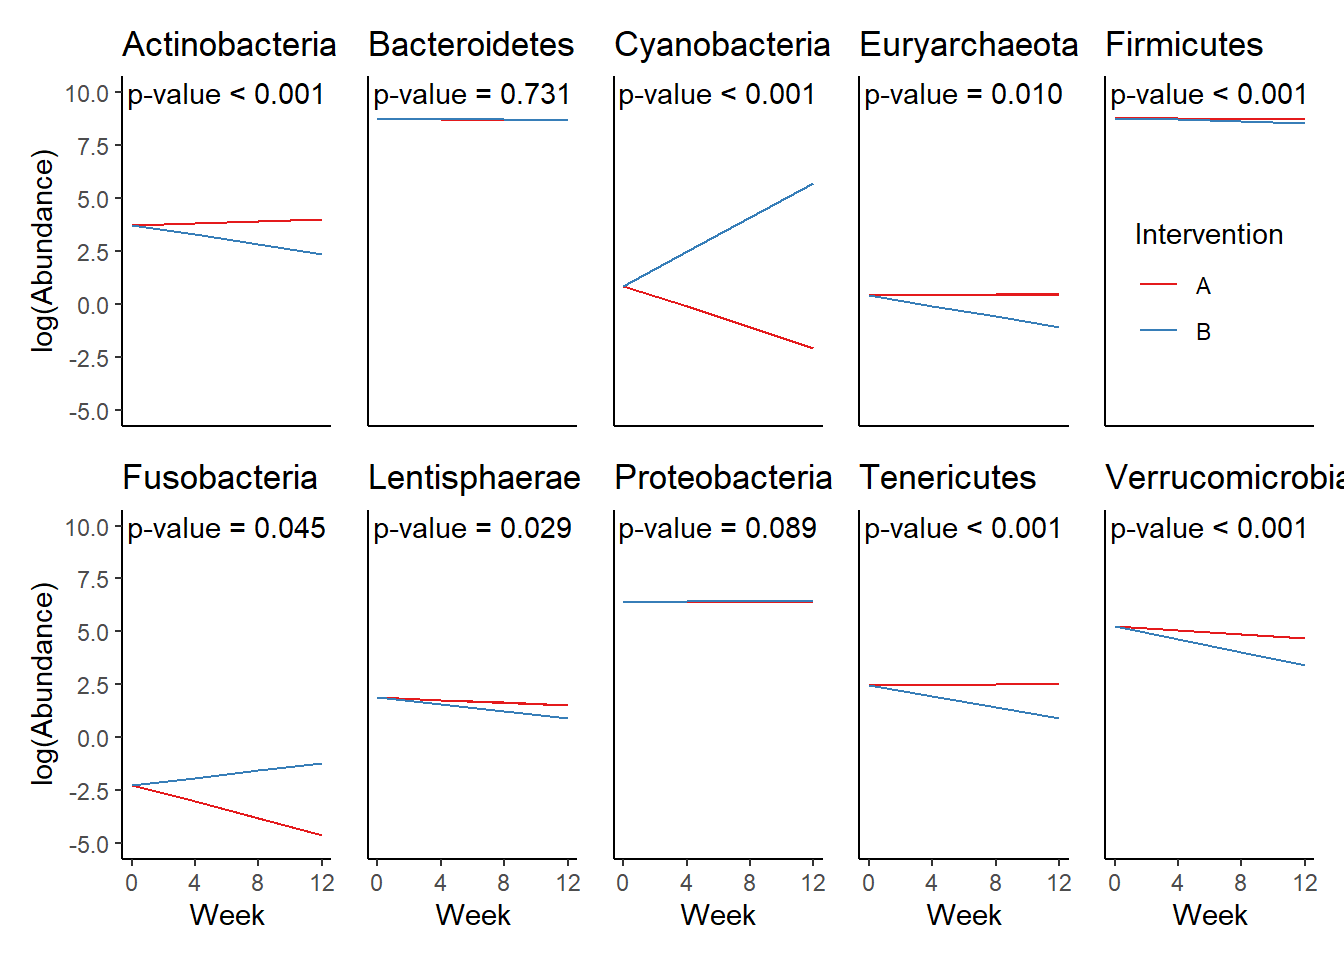 Actinobacteria Bacteroidetes Cyanobacteria Euryarchaeota Firmicutes
p-value < 0.001 p-value = 0.731 p-value < 0.001 p-value = 0.010 p-value < 0.001
log(Abundance)
10.0
7.5
5.0
2.5
0.0
-2.5
-5.0
Intervention
A
B
Fusobacteria Lentisphaerae Proteobacteria Tenericutes Verrucomicrobia
p-value = 0.045 p-value = 0.029 p-value = 0.089 p-value < 0.001 p-value < 0.001
log(Abundance)
10.0
7.5
5.0
2.5
0.0
-2.5
-5.0
0 4 8 12 0 4 8 12 0 4 8 12 0 4 8 12 0 4 8 12
Week Week Week Week Week